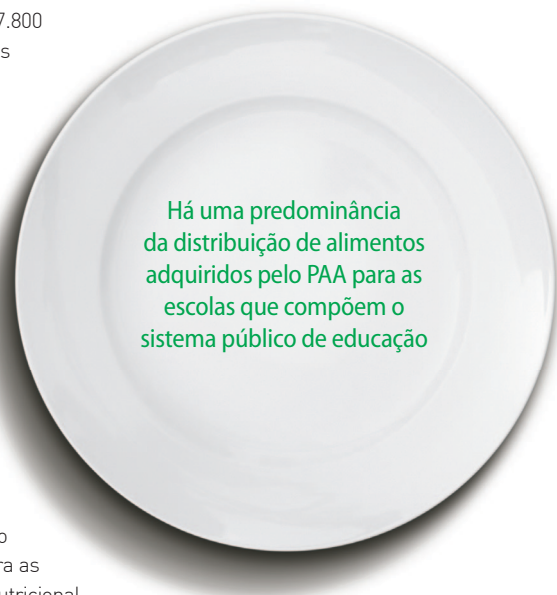 7.800
s
Há uma predominância
da distribuição de alimentos
adquiridos pelo PAA para as
escolas que compõem o
sistema público de educação
o
ra as
utricional